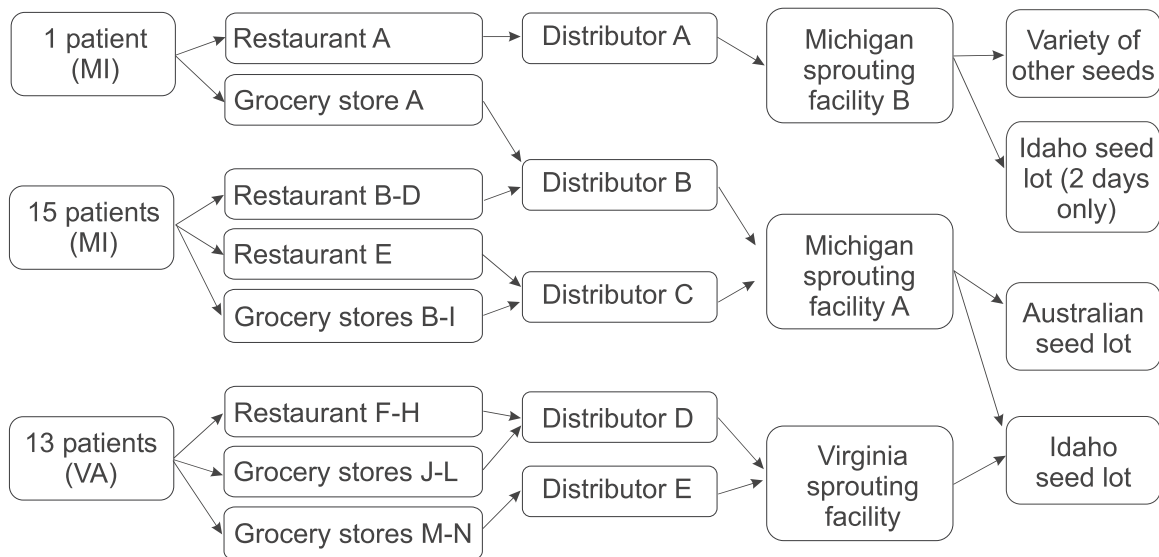 1 patient
(MI)
Restaurant A
Grocery store A
Distributor A
Michigan
sprouting
facility B
Variety of
other seeds
Idaho seed
lot (2 days
only)
15 patients
(MI)
Restaurant B-D
Restaurant E
Grocery stores B-I
Distributor B
Distributor C
Michigan
sprouting
facility A
Australian
seed lot
13 patients
(VA)
Restaurant F-H
Grocery stores J-L
Grocery stores M-N
Distributor D
Distributor E
Virginia
sprouting
facility
Idaho
seed lot